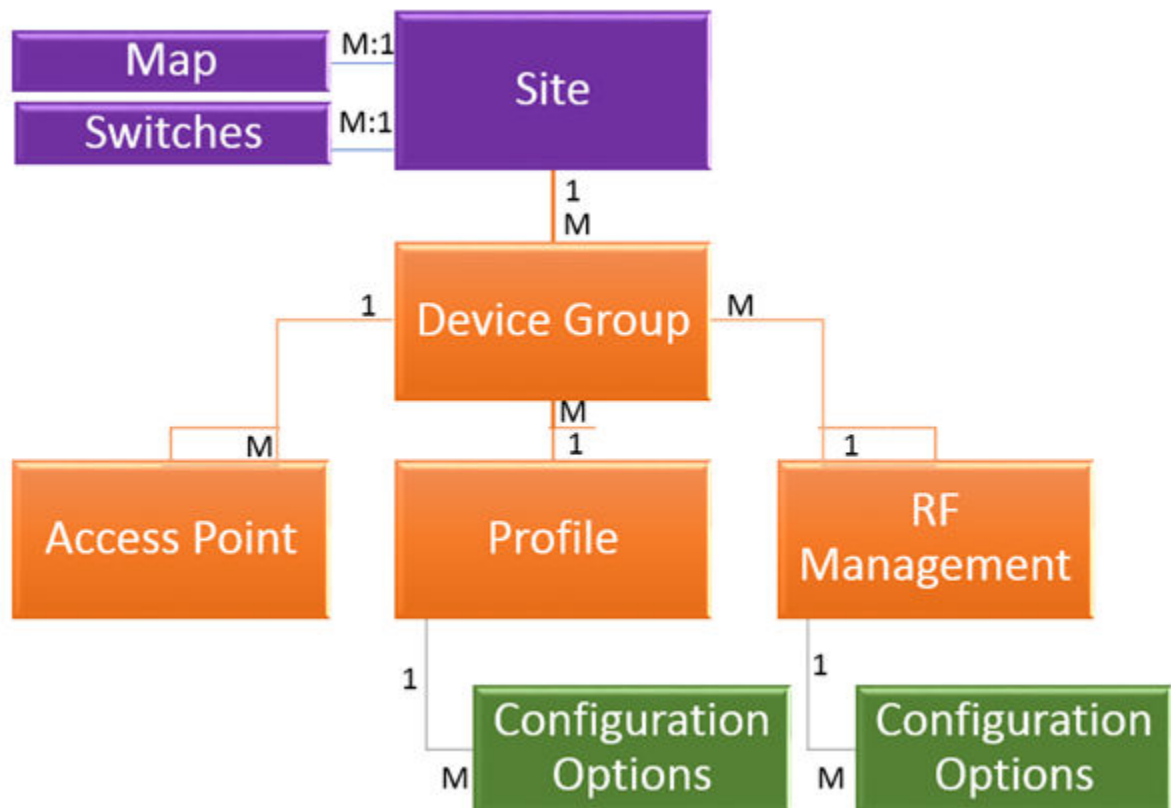 Map
M:1
Site
Switches
M:1
1
M
1
Device Group
M
M
M
1
1
Access Point
Profile
RF
Management
1
1
Configuration
Options
M
Configuration
Options
M